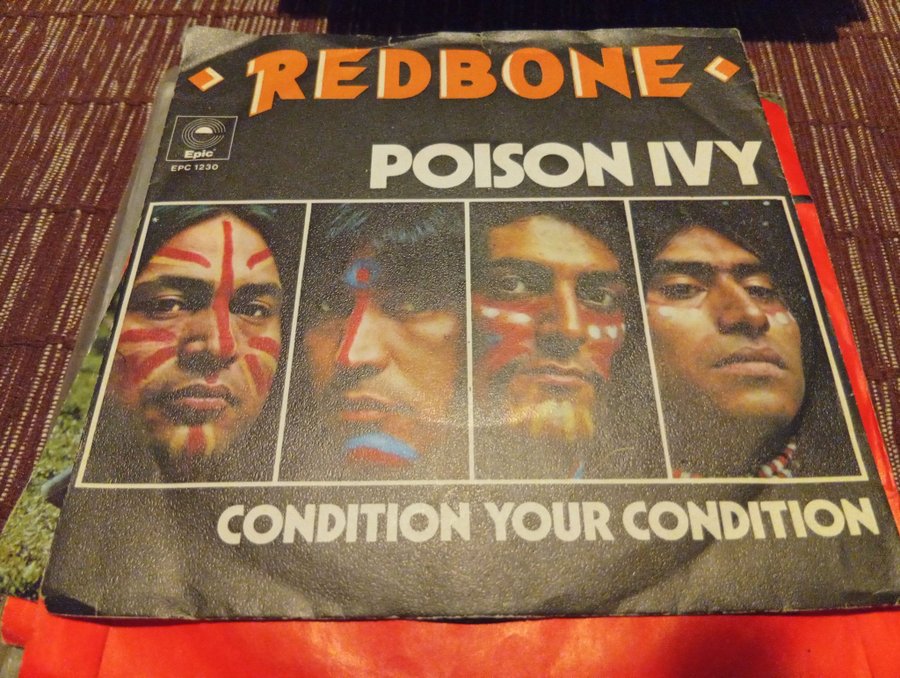 REDBONE
Epic
EPC 1230
POISON IVY
CONDITION YOUR CONDITION